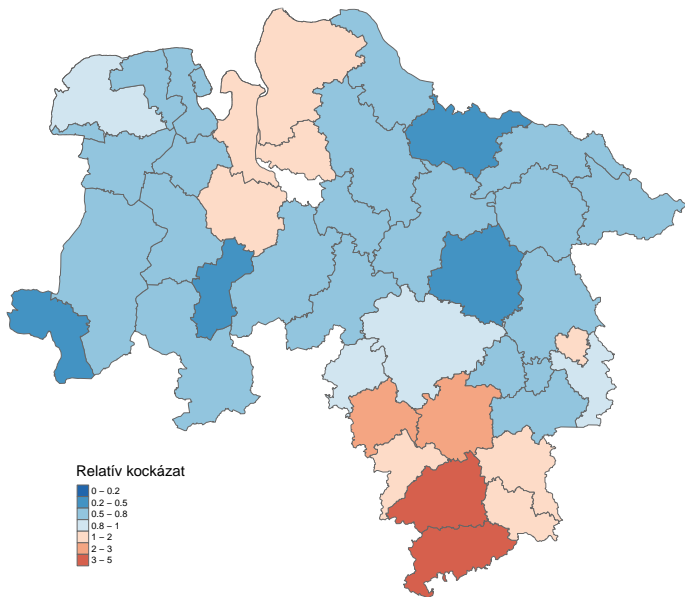 Relatív kockázat
0 – 0.2
0.2 – 0.5
0.5 – 0.8
0.8 – 1
1 – 2
2 – 3
3 – 5